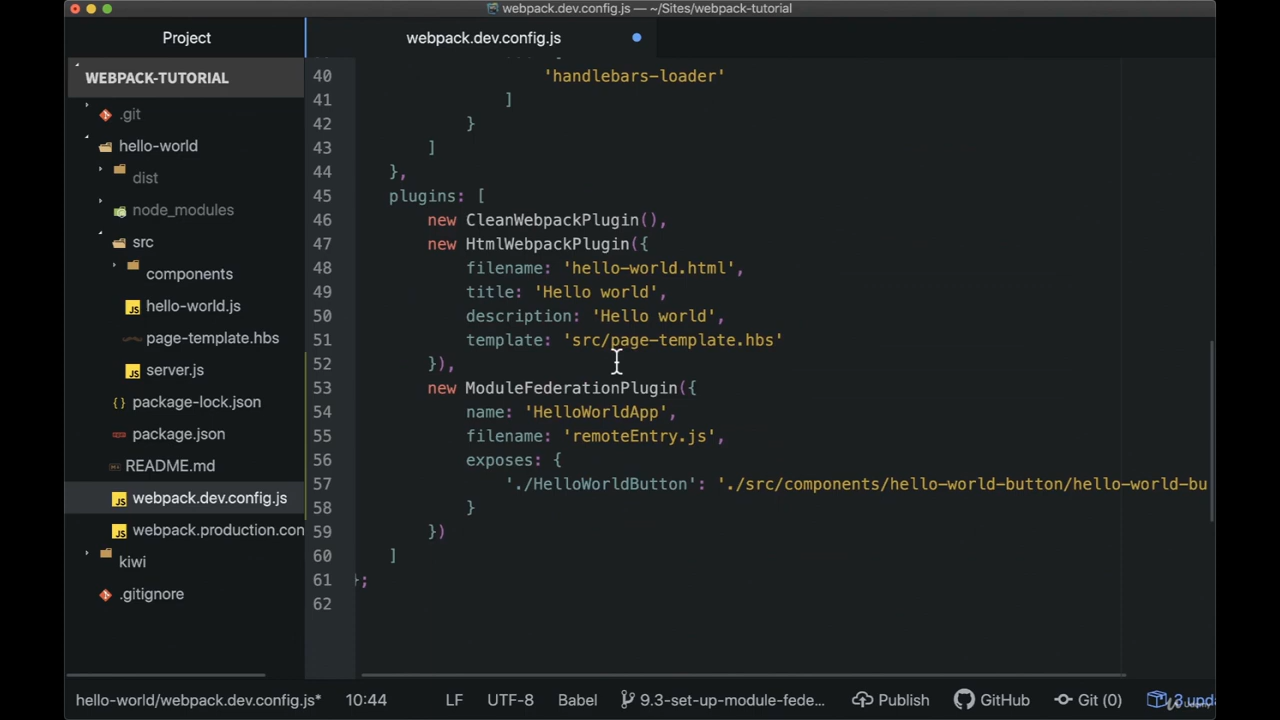 webpack.dev.config.js — ~/Sites/webpack-tutorial
Project
webpack.dev.config.js
WEBPACK-TUTORIAL
.git
hello-world
dist
node_modules
src
components
hello-world.js
page-template.hbs
server.js
package-lock.json
package.json
README.md
webpack.dev.config.js
webpack.production.con
kiwi
.gitignore
40 'handlebars-loader'
41 ]
42 }
43 ]
44 },
45 plugins: [
46 new CleanWebpackPlugin(),
47 new HtmlWebpackPlugin({
48 filename: 'hello-world.html',
49 title: 'Hello world',
50 description: 'Hello world',
51 template: 'src/page-template.hbs'
52 }),
53 new ModuleFederationPlugin({
54 name: 'HelloWorldApp',
55 filename: 'remoteEntry.js',
56 exposes: {
57 './HelloWorldButton': './src/components/hello-world-button/hello-world-bu
58 }
59 })
60 ]
61 };
62
hello-world/webpack.dev.config.js* 10:44 LF UTF-8 Babel 9.3-set-up-module-fede... Publish GitHub Git (0)